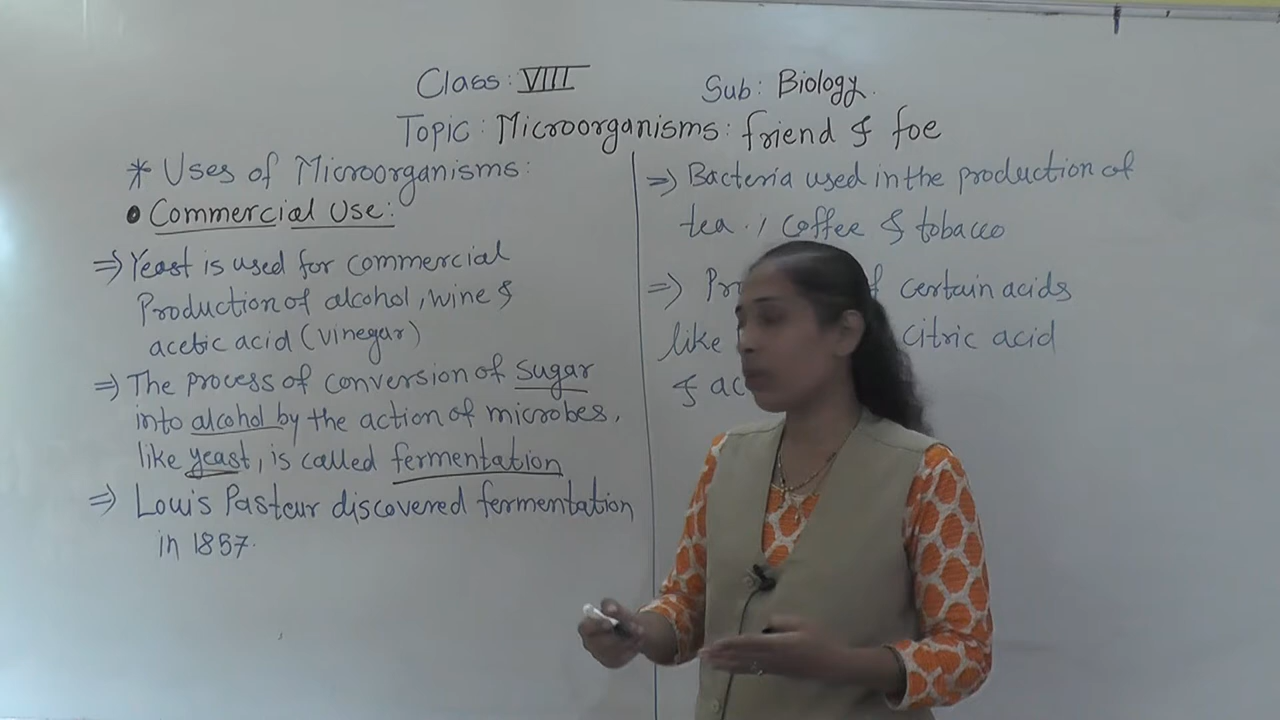 Class: VIII
Sub: Biology.
Topic: Microorganisms: friend & foe
* Uses of Microorganisms:
• Commercial Use:
⇒ Yeast is used for commercial
Production of alcohol, wine &
acetic acid (vinegar)
⇒ The process of conversion of sugar
into alcohol by the action of microbes,
like yeast, is called fermentation
⇒ Louis Pasteur discovered fermentation
in 1857.
⇒ Bacteria used in the production of
tea, coffee & tobacco
⇒ certain acids
like citric acid
&